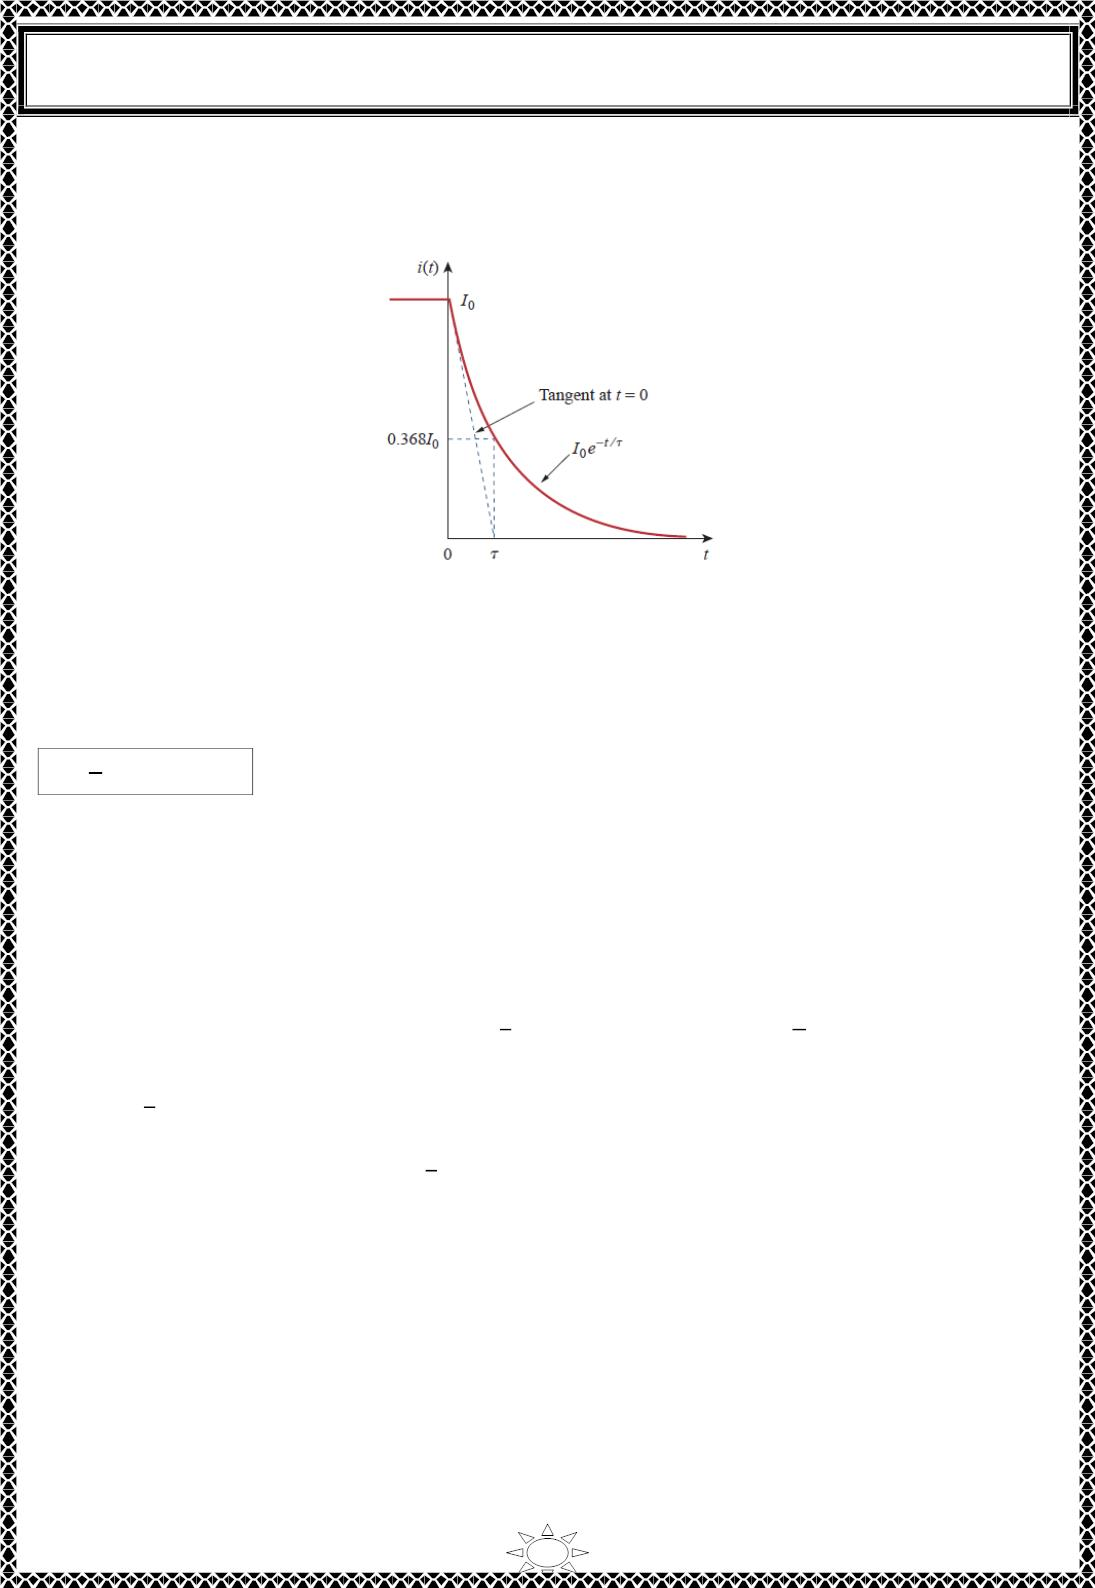 i(t)
I₀
Tangent at t = 0
0.368I₀
I₀e^{−t/τ}
0 τ t